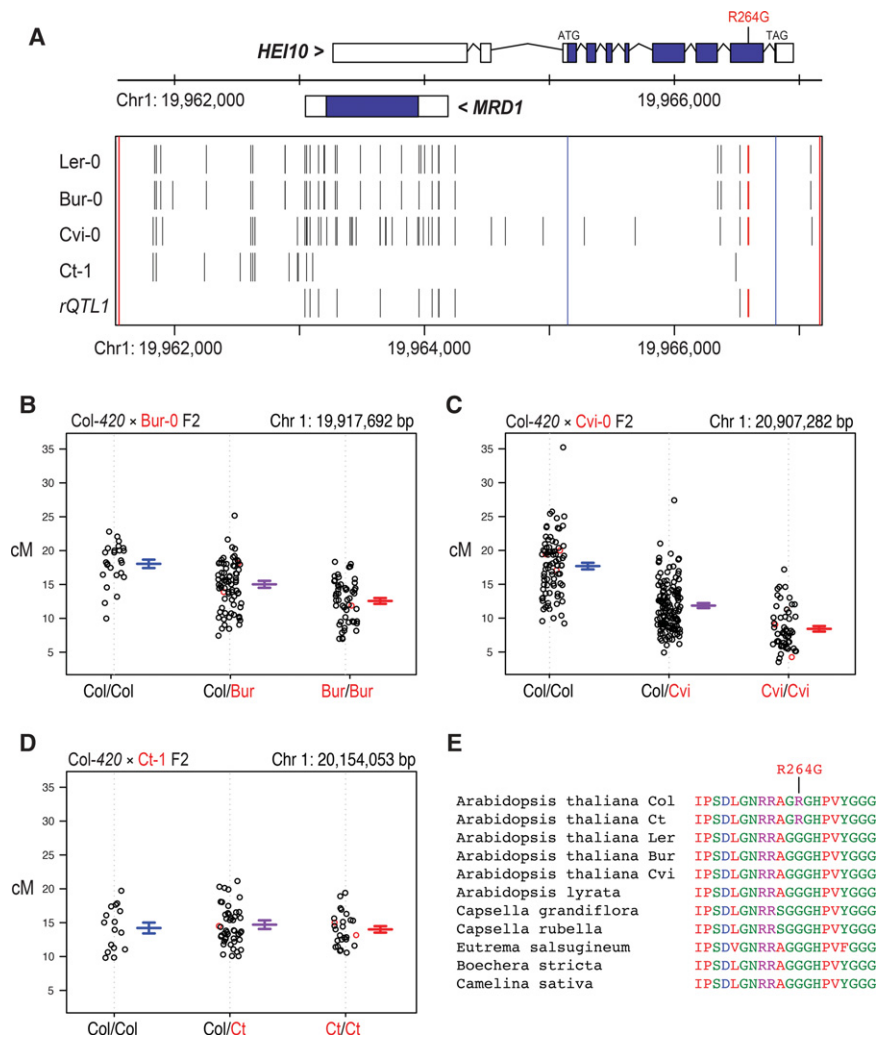 A
R264G
HEI10 >
ATG
TAG
Chr1: 19,962,000
19,966,000
< MRD1
Ler-0
Bur-0
Cvi-0
Ct-1
rQTL1
Chr1: 19,962,000
19,964,000
19,966,000
B
Col-420 × Bur-0 F2
Chr 1: 19,917,692 bp
35
30
25
20
cM
15
10
5
Col/Col
Col/Bur
Bur/Bur
C
Col-420 × Cvi-0 F2
Chr 1: 20,907,282 bp
35
30
25
20
cM
15
10
5
Col/Col
Col/Cvi
Cvi/Cvi
D
Col-420 × Ct-1 F2
Chr 1: 20,154,053 bp
35
30
25
20
cM
15
10
5
Col/Col
Col/Ct
Ct/Ct
E
R264G
Arabidopsis thaliana Col IPSDLGNRRAGRGHPVYGGG
Arabidopsis thaliana Ct IPSDLGNRRAGRGHPVYGGG
Arabidopsis thaliana Ler IPSDLGNRRAGGGHPVYGGG
Arabidopsis thaliana Bur IPSDLGNRRAGGGHPVYGGG
Arabidopsis thaliana Cvi IPSDLGNRRAGGGHPVYGGG
Arabidopsis lyrata IPSDLGNRRAGGGHPVYGGG
Capsella grandiflora IPSDLGNRRSGGGHPVYGGG
Capsella rubella IPSDLGNRRSGGGHPVYGGG
Eutrema salsugineum IPSDVGNRRAGGGHPVFGGG
Boechera stricta IPSDLGNRRAGGGHPVYGGG
Camelina sativa IPSDLGNRRAGGGHPVYGGG